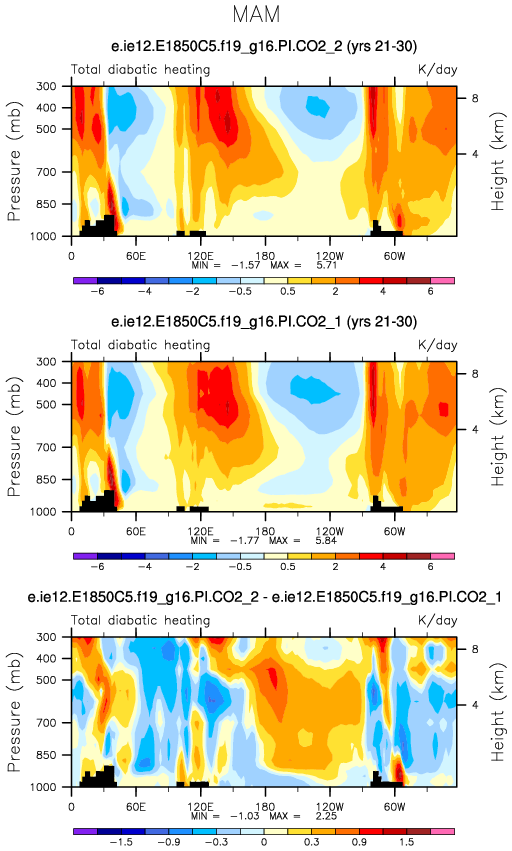 MAM
e.ie12.E1850C5.f19_g16.PI.CO2_2 (yrs 21-30)
Total diabatic heating K/day
Pressure (mb)
300
400
500
700
850
1000
8
4
Height (km)
0 60E 120E 180 120W 60W
MIN = -1.57 MAX = 5.71
-6 -4 -2 -0.5 0.5 2 4 6
e.ie12.E1850C5.f19_g16.PI.CO2_1 (yrs 21-30)
Total diabatic heating K/day
Pressure (mb)
300
400
500
700
850
1000
8
4
Height (km)
0 60E 120E 180 120W 60W
MIN = -1.77 MAX = 5.84
-6 -4 -2 -0.5 0.5 2 4 6
e.ie12.E1850C5.f19_g16.PI.CO2_2 - e.ie12.E1850C5.f19_g16.PI.CO2_1
Total diabatic heating K/day
Pressure (mb)
300
400
500
700
850
1000
8
4
Height (km)
0 60E 120E 180 120W 60W
MIN = -1.03 MAX = 2.25
-1.5 -0.9 -0.3 0 0.3 0.9 1.5